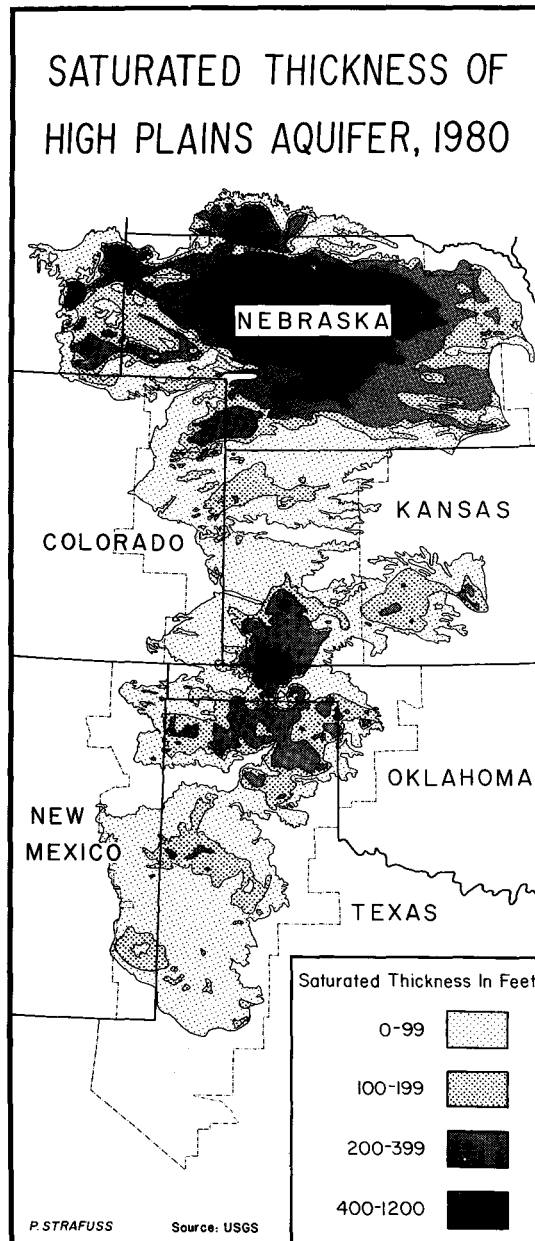 SATURATED THICKNESS OF
HIGH PLAINS AQUIFER, 1980
NEBRASKA
KANSAS
COLORADO
OKLAHOMA
NEW
MEXICO
TEXAS
Saturated Thickness In Feet
0-99
100-199
200-399
400-1200
P. STRAFUSS
Source: USGS